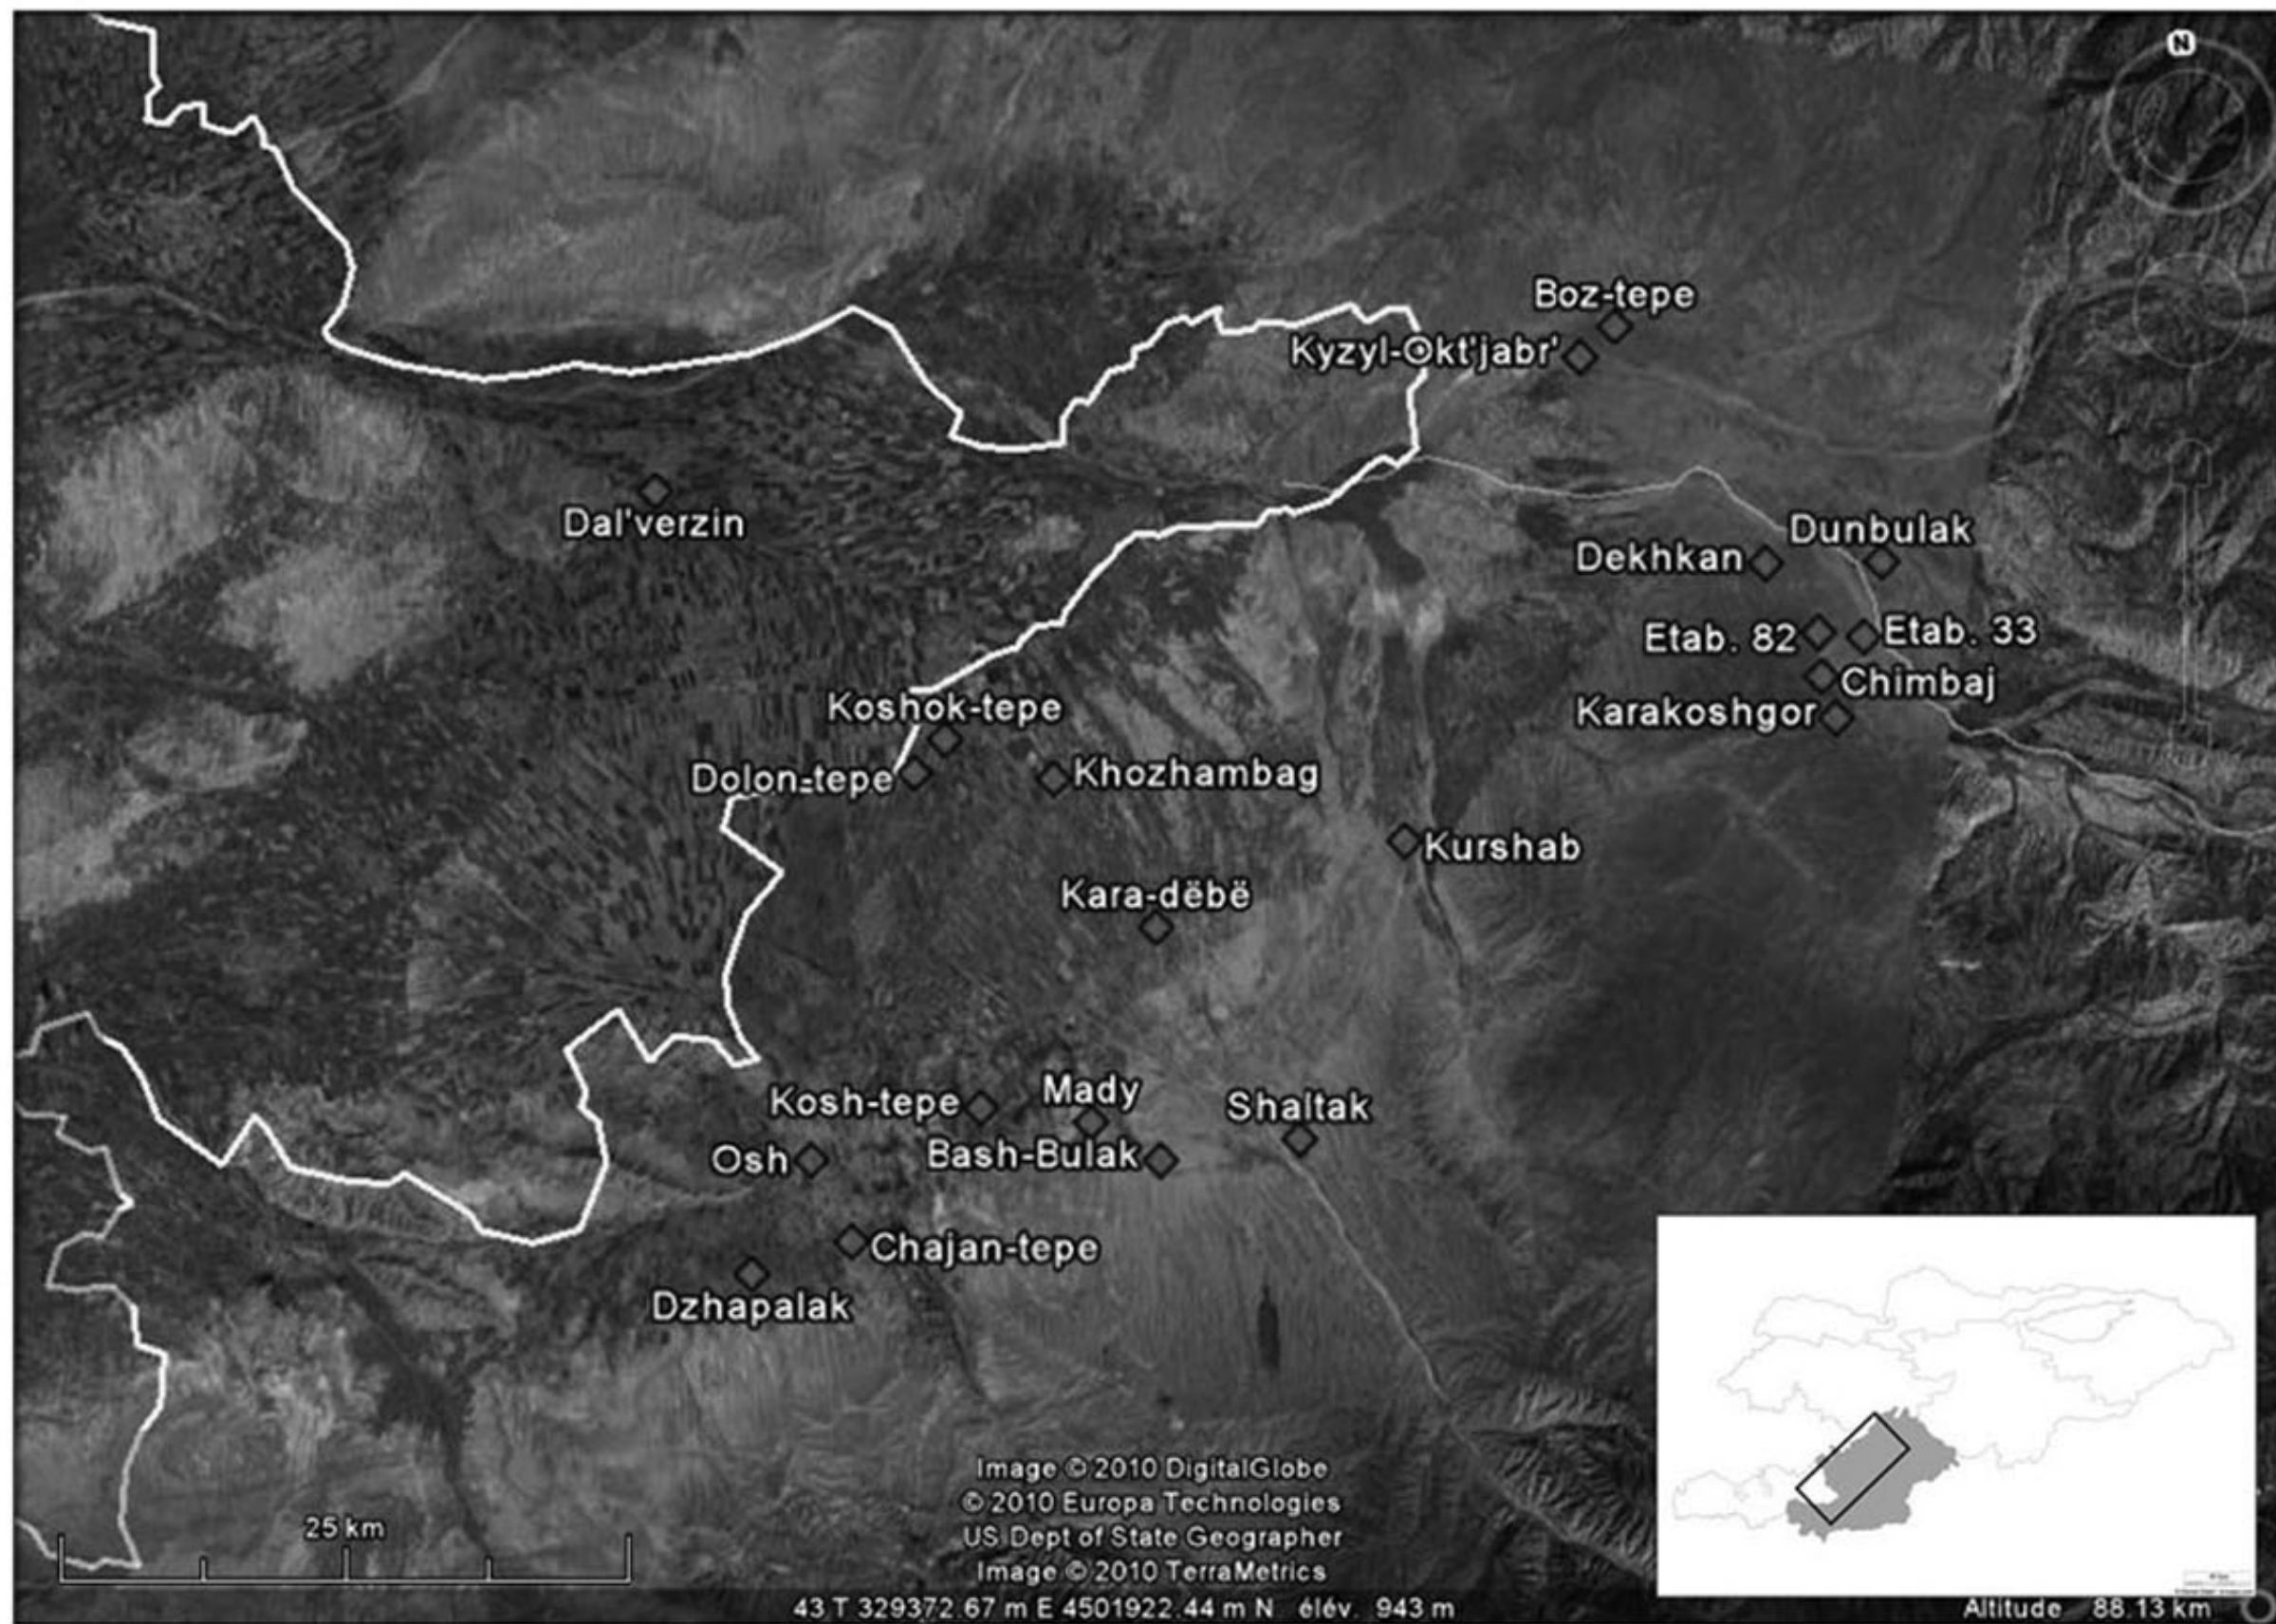 N
Boz-tepe
Kyzyl-Okt'jabr'
Dal'verzin
Dunbulak
Dekhkan
Etab. 82
Etab. 33
Chimbaj
Koshok-tepe
Karakoshgor
Dolon-tepe
Khozhambag
Kurshab
Kara-dëbë
Kosh-tepe
Mady
Shaltak
Osh
Bash-Bulak
Chajan-tepe
Dzhapalak
25 km
Image © 2010 DigitalGlobe
© 2010 Europa Technologies
US Dept of State Geographer
Image © 2010 TerraMetrics
43 T 329372.67 m E 4501922.44 m N élév. 943 m
Altitude 88.13 km